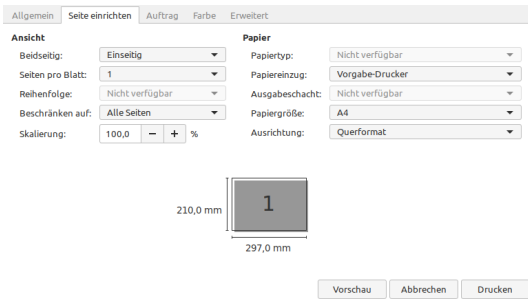 Allgemein Seite einrichten Auftrag Farbe Erweitert
Ansicht
Beidseitig: Einseitig
Seiten pro Blatt: 1
Reihenfolge: Nicht verfügbar
Beschränken auf: Alle Seiten
Skalierung: 100,0 − + %
Papier
Papiertyp: Nicht verfügbar
Papiereinzug: Vorgabe-Drucker
Ausgabeschacht: Nicht verfügbar
Papiergröße: A4
Ausrichtung: Querformat
1
210,0 mm
297,0 mm
Vorschau Abbrechen Drucken